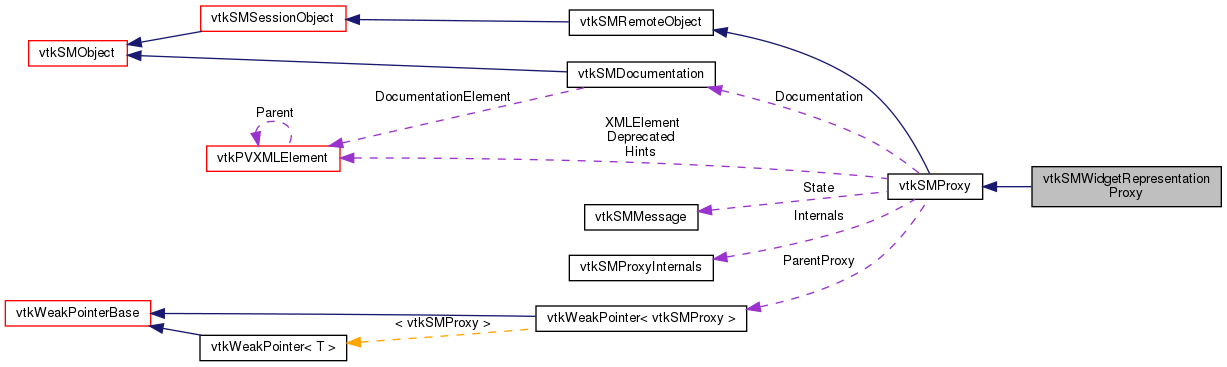 vtkSMSessionObject
vtkSMRemoteObject
vtkSMObject
vtkSMDocumentation
DocumentationElement
Documentation
Parent
XMLElement
Deprecated
Hints
vtkPVXMLElement
vtkSMProxy
vtkSMWidgetRepresentation
Proxy
State
vtkSMMessage
Internals
vtkSMProxyInternals
ParentProxy
vtkWeakPointerBase
vtkWeakPointer< vtkSMProxy >
< vtkSMProxy >
vtkWeakPointer< T >